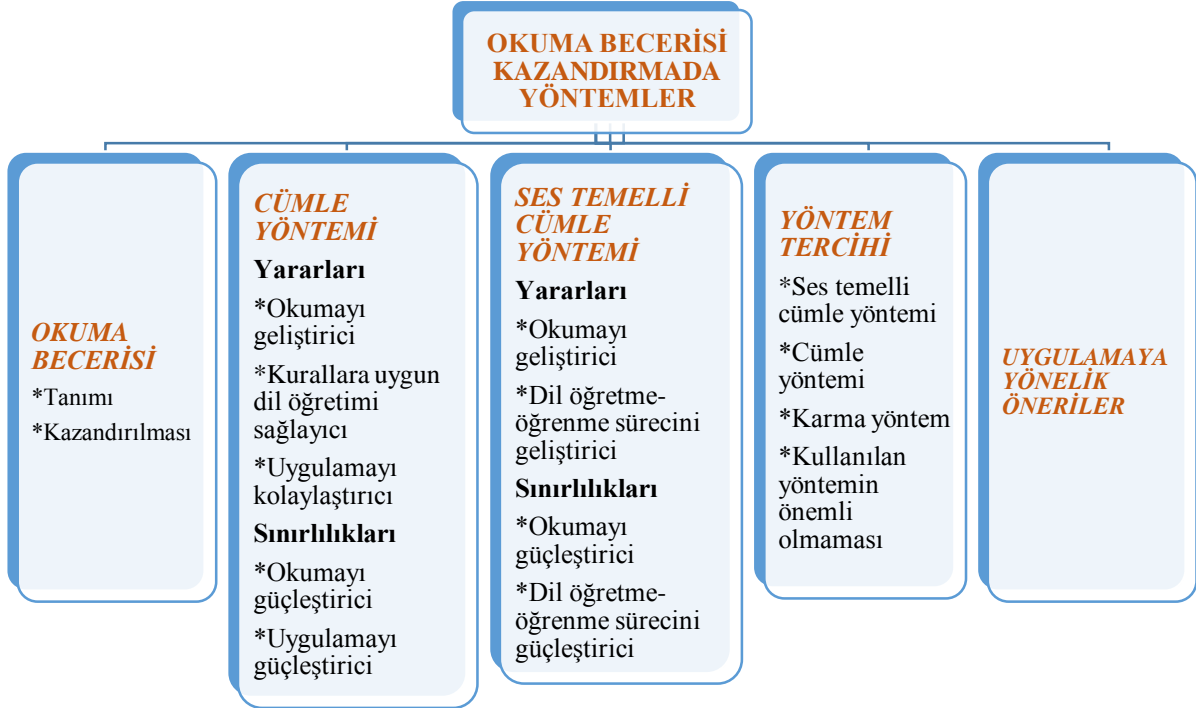 OKUMA BECERİSİ
KAZANDIRMADA
YÖNTEMLER
OKUMA
BECERİSİ
*Tanımı
*Kazandırılması
CÜMLE
YÖNTEMİ
Yararları
*Okumayı
geliştirici
*Kurallara uygun
dil öğretimi
sağlayıcı
*Uygulamayı
kolaylaştırıcı
Sınırlılıkları
*Okumayı
güçleştirici
*Uygulamayı
güçleştirici
SES TEMELLİ
CÜMLE
YÖNTEMİ
Yararları
*Okumayı
geliştirici
*Dil öğretme-
öğrenme sürecini
geliştirici
Sınırlılıkları
*Okumayı
güçleştirici
*Dil öğretme-
öğrenme sürecini
güçleştirici
YÖNTEM
TERCİHİ
*Ses temelli
cümle yöntemi
*Cümle
yöntemi
*Karma yöntem
*Kullanılan
yöntemin
önemli
olmaması
UYGULAMAYA
YÖNELİK
ÖNERİLER